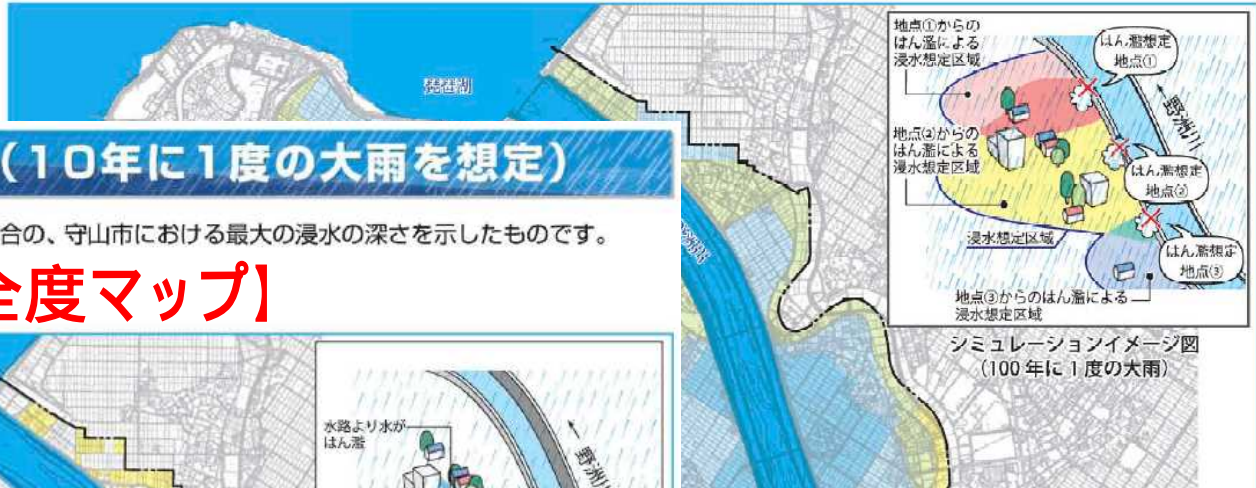 琵琶湖
地点①からの
はん濫による
浸水想定区域
はん濫想定
地点①
野洲川
地点②からの
はん濫による
浸水想定区域
はん濫想定
地点②
浸水想定区域
はん濫想定
地点③
地点③からのはん濫による
浸水想定区域
シミュレーションイメージ図
(100年に1度の大雨)
(10年に1度の大雨を想定)
合の、守山市における最大の浸水の深さを示したものです。
全度マップ】
水路より水が
はん濫
野洲川